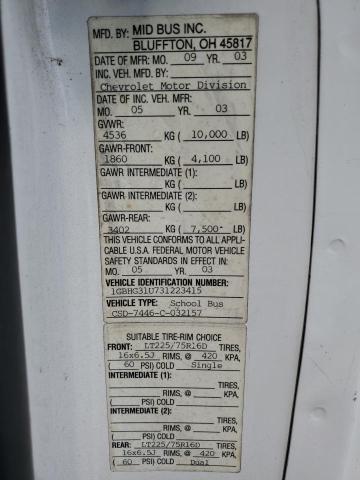 MFD. BY: MID BUS INC.
BLUFFTON, OH 45817
DATE OF MFR: MO. 09 YR. 03
INC. VEH. MFD. BY:
Chevrolet Motor Division
DATE OF INC. VEH. MFR:
MO. 05 YR. 03
GVWR:
4536 KG ( 10,000 LB)
GAWR-FRONT:
1860 KG ( 4,100 LB)
GAWR INTERMEDIATE (1):
KG ( LB)
GAWR INTERMEDIATE (2):
KG ( LB)
GAWR-REAR:
3402 KG ( 7,500 LB)
THIS VEHICLE CONFORMS TO ALL APPLI-
CABLE U.S.A. FEDERAL MOTOR VEHICLE
SAFETY STANDARDS IN EFFECT IN:
MO. 05 YR. 03
VEHICLE IDENTIFICATION NUMBER:
1GBHG31U731223415
VEHICLE TYPE: School Bus
CSD-7446-C-032157
SUITABLE TIRE-RIM CHOICE
FRONT: LT225/75R16D TIRES,
16x6.5J RIMS, @ 420 KPA,
( 60 PSI) COLD Single
INTERMEDIATE (1):
TIRES,
RIMS, @ KPA,
( PSI) COLD
INTERMEDIATE (2):
TIRES,
RIMS, @ KPA,
( PSI) COLD
REAR: LT225/75R16D TIRES,
16x6.5J RIMS, @ 420 KPA,
( 60 PSI) COLD Dual